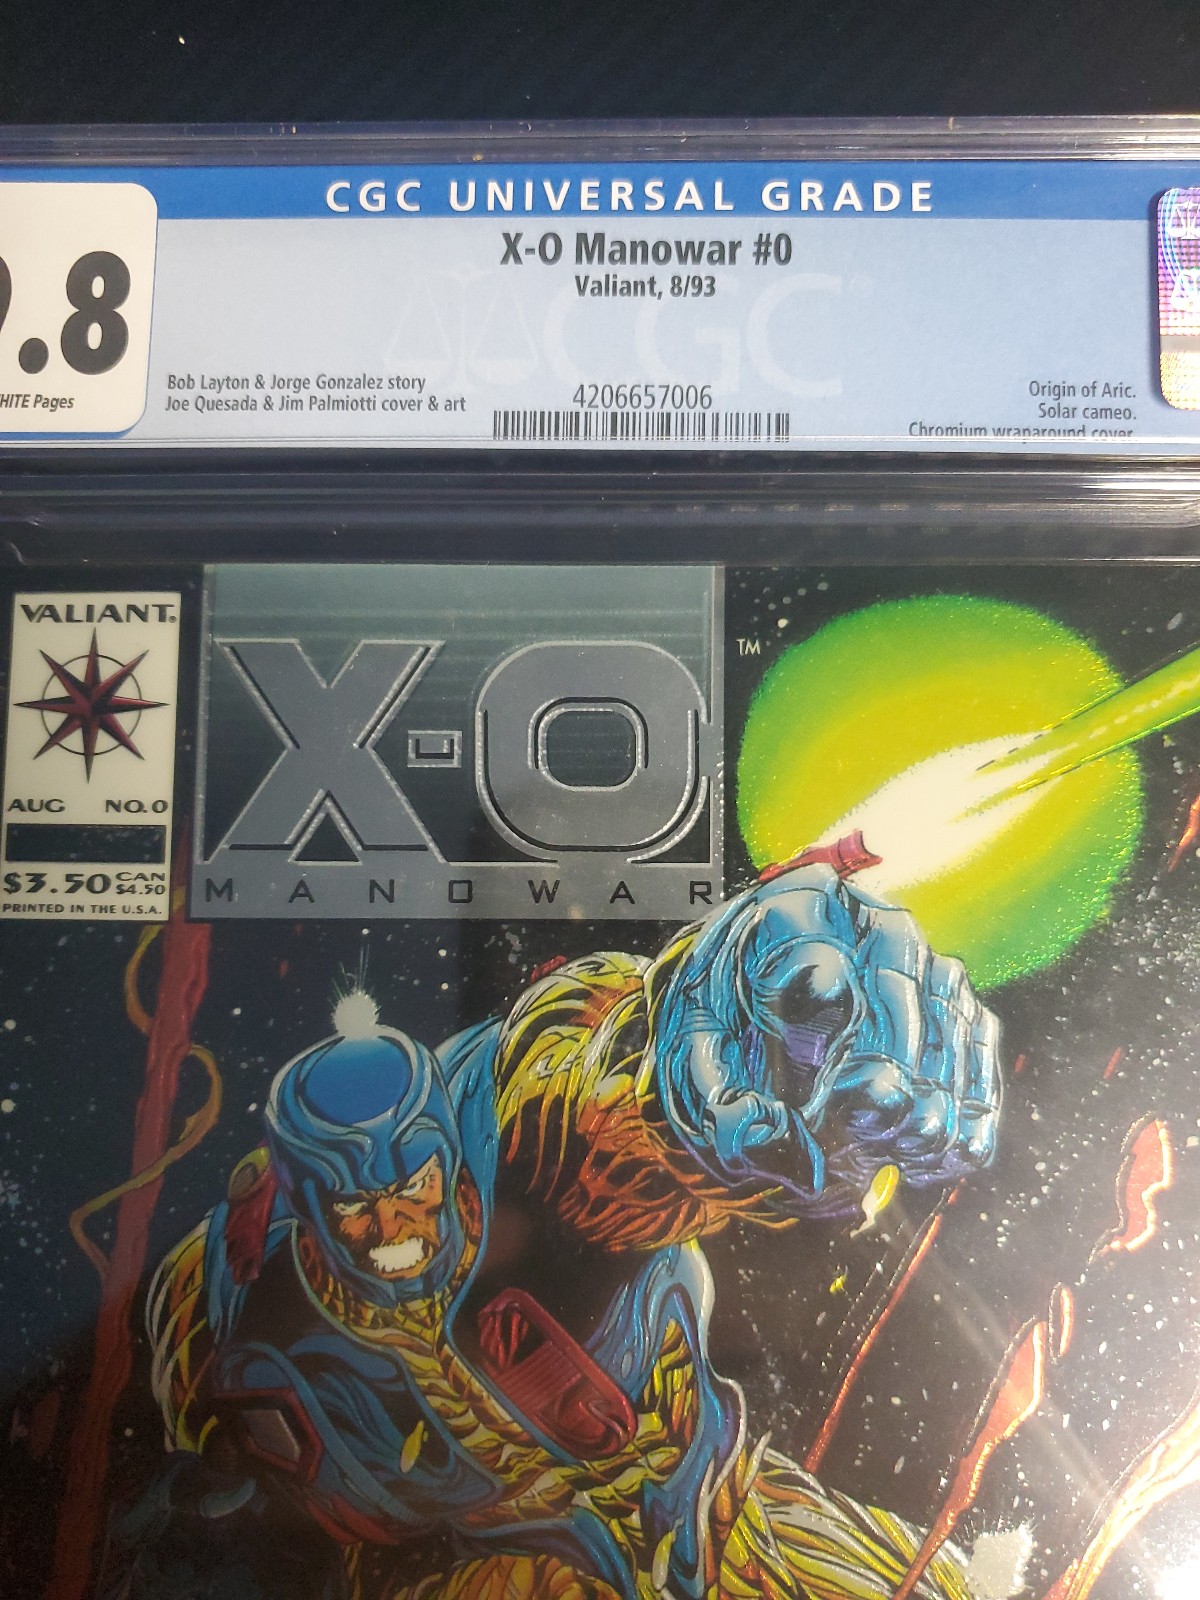 CGC UNIVERSAL GRADE
X-O Manowar #0
Valiant, 8/93
.8
Pages
Bob Layton & Jorge Gonzalez story
Joe Quesada & Jim Palmiotti cover & art
4206657006
Origin of Aric.
Solar cameo.
Chromium wraparound cover.
CGC
VALIANT®
AUG NO. 0
$3.50 CAN $4.50
PRINTED IN THE U.S.A.
X-O
MANOWAR
TM